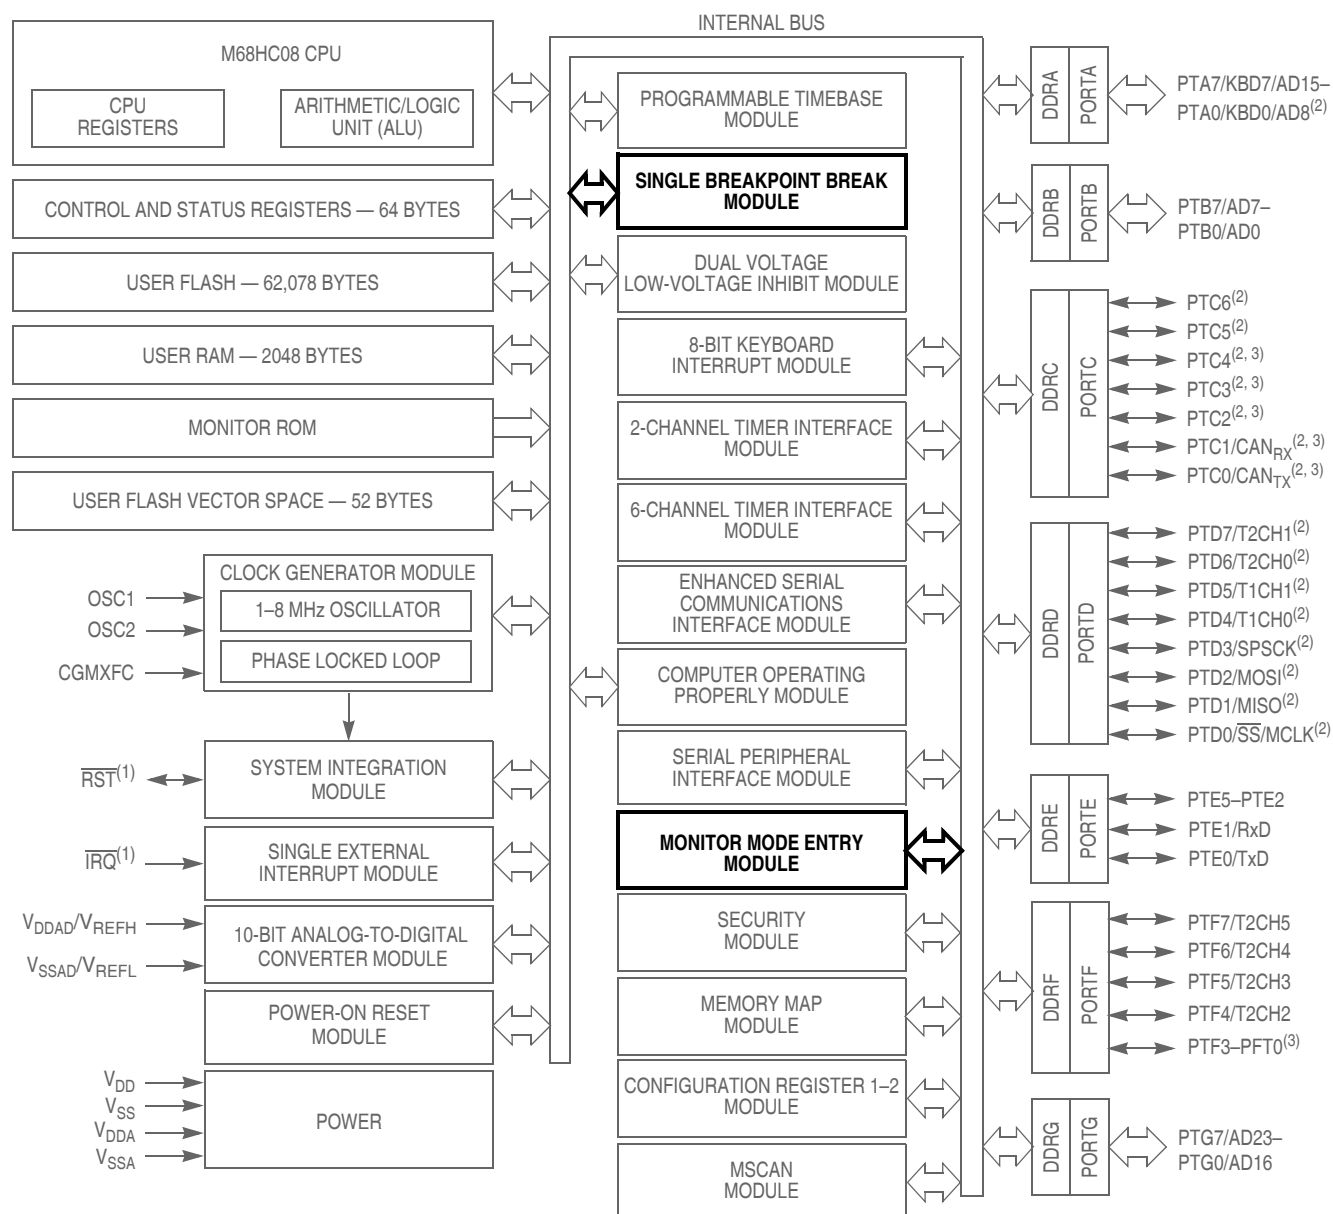 INTERNAL BUS
M68HC08 CPU
CPU
REGISTERS
ARITHMETIC/LOGIC
UNIT (ALU)
CONTROL AND STATUS REGISTERS — 64 BYTES
USER FLASH — 62,078 BYTES
USER RAM — 2048 BYTES
MONITOR ROM
USER FLASH VECTOR SPACE — 52 BYTES
CLOCK GENERATOR MODULE
1–8 MHz OSCILLATOR
PHASE LOCKED LOOP
OSC1
OSC2
CGMXFC
SYSTEM INTEGRATION
MODULE
RST(1)
SINGLE EXTERNAL
INTERRUPT MODULE
IRQ(1)
10-BIT ANALOG-TO-DIGITAL
CONVERTER MODULE
VDDAD/VREFH
VSSAD/VREFL
POWER-ON RESET
MODULE
POWER
VDD
VSS
VDDA
VSSA
PROGRAMMABLE TIMEBASE
MODULE
SINGLE BREAKPOINT BREAK
MODULE
DUAL VOLTAGE
LOW-VOLTAGE INHIBIT MODULE
8-BIT KEYBOARD
INTERRUPT MODULE
2-CHANNEL TIMER INTERFACE
MODULE
6-CHANNEL TIMER INTERFACE
MODULE
ENHANCED SERIAL
COMMUNICATIONS
INTERFACE MODULE
COMPUTER OPERATING
PROPERLY MODULE
SERIAL PERIPHERAL
INTERFACE MODULE
MONITOR MODE ENTRY
MODULE
SECURITY
MODULE
MEMORY MAP
MODULE
CONFIGURATION REGISTER 1–2
MODULE
MSCAN
MODULE
DDRA
PORTA
PTA7/KBD7/AD15–
PTA0/KBD0/AD8(2)
DDRB
PORTB
PTB7/AD7–
PTB0/AD0
DDRC
PORTC
PTC6(2)
PTC5(2)
PTC4(2, 3)
PTC3(2, 3)
PTC2(2, 3)
PTC1/CANRX(2, 3)
PTC0/CANTX(2, 3)
DDRD
PORTD
PTD7/T2CH1(2)
PTD6/T2CH0(2)
PTD5/T1CH1(2)
PTD4/T1CH0(2)
PTD3/SPSCK(2)
PTD2/MOSI(2)
PTD1/MISO(2)
PTD0/SS/MCLK(2)
DDRE
PORTE
PTE5–PTE2
PTE1/RxD
PTE0/TxD
DDRF
PORTF
PTF7/T2CH5
PTF6/T2CH4
PTF5/T2CH3
PTF4/T2CH2
PTF3–PFT0(3)
DDRG
PORTG
PTG7/AD23–
PTG0/AD16